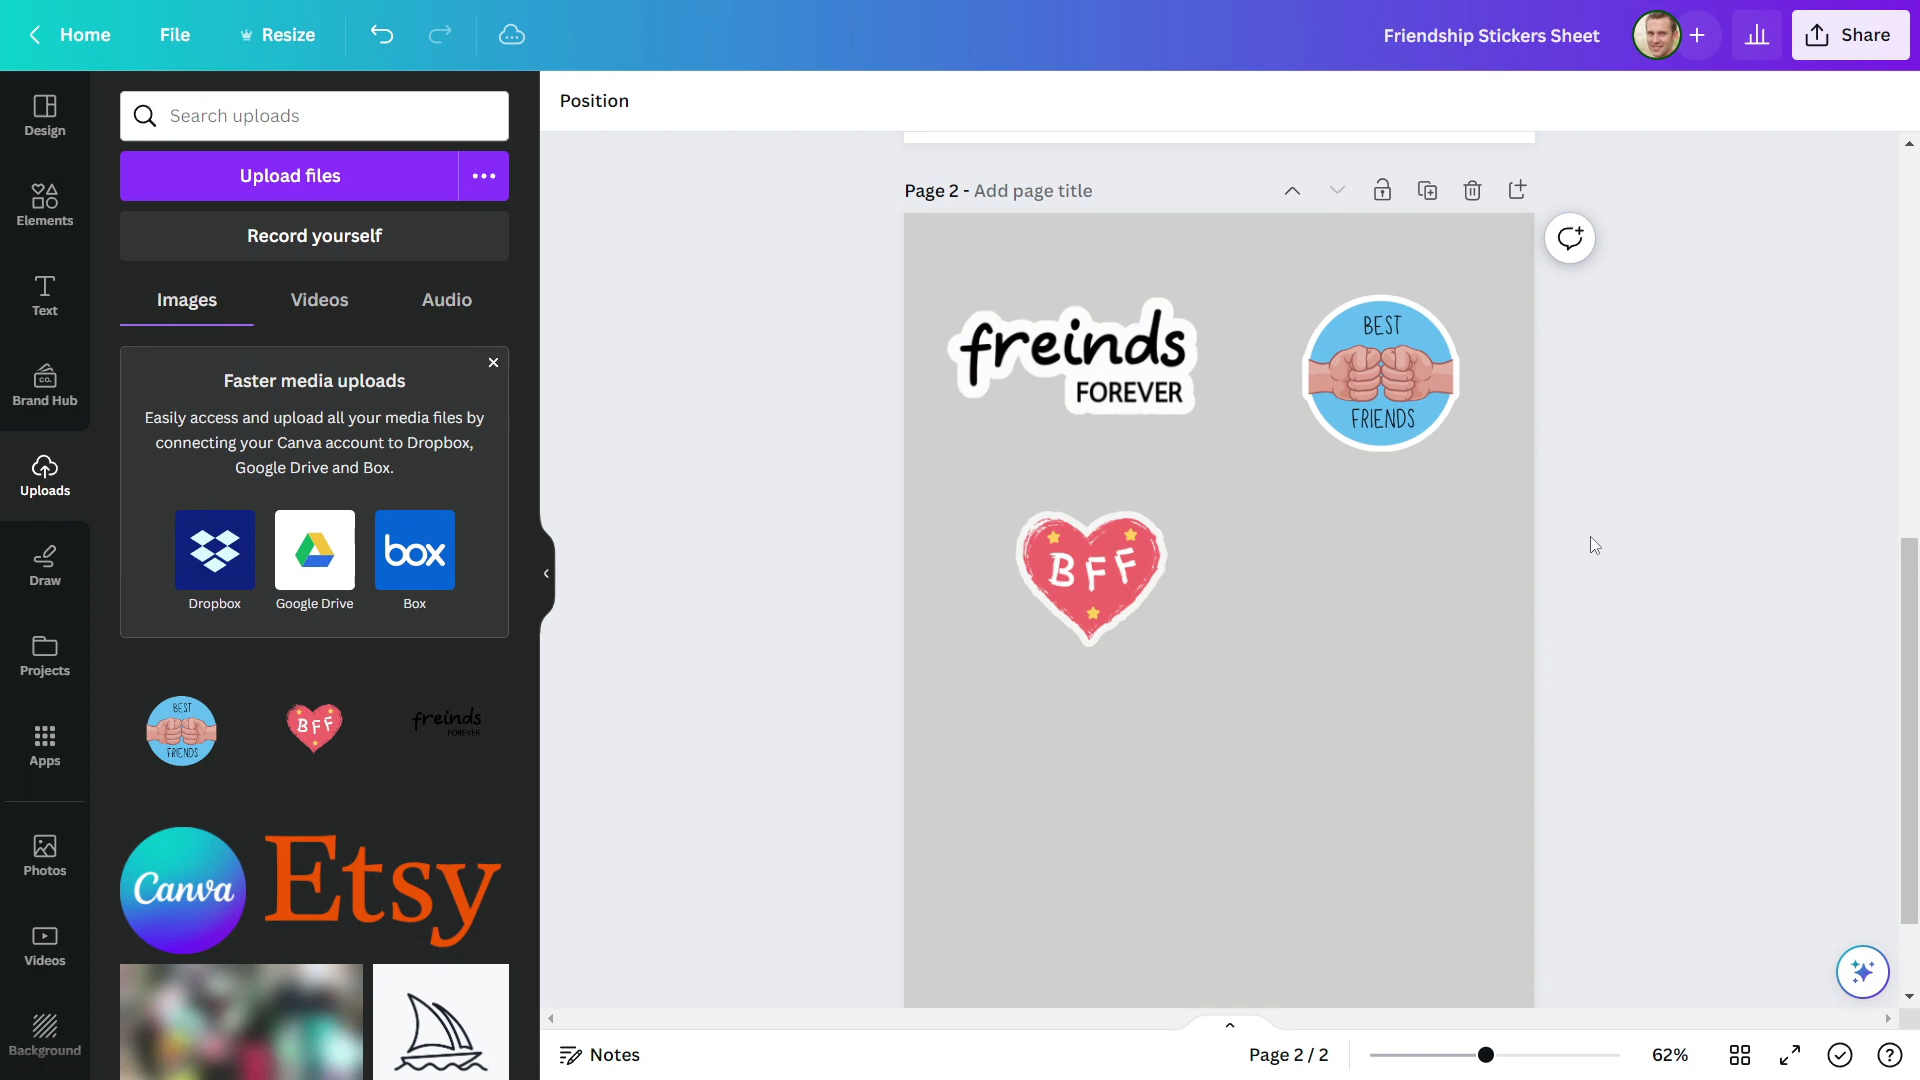 Home
File
Resize
Friendship Stickers Sheet
Share
Design
Elements
Text
Brand Hub
Uploads
Draw
Projects
Apps
Photos
Videos
Background
Search uploads
Upload files
Record yourself
Images
Videos
Audio
Faster media uploads
Easily access and upload all your media files by
connecting your Canva account to Dropbox,
Google Drive and Box.
box
Dropbox
Google Drive
Box
BEST
FRIENDS
BFF
freinds
FOREVER
Canva
Etsy
Position
Page 2 - Add page title
freinds
FOREVER
BEST
FRIENDS
BFF
Notes
Page 2 / 2
62%